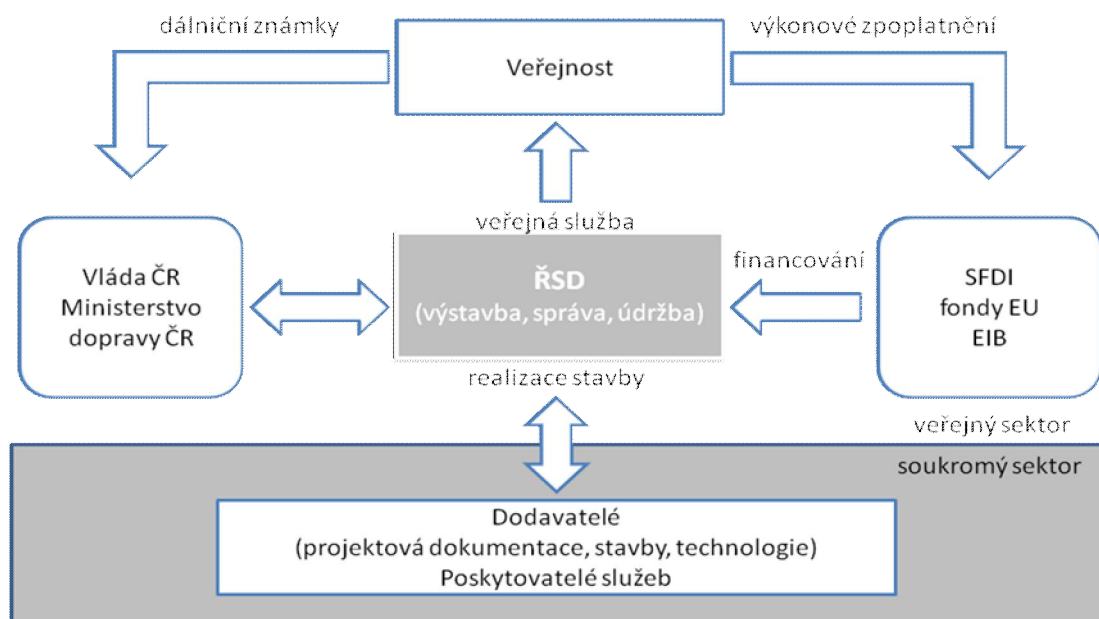 dálniční známky
výkonové zpoplatnění
Veřejnost
veřejná služba
Vláda ČR
Ministerstvo
dopravy ČR
ŘSD
(výstavba, správa, údržba)
financování
SFDI
fondy EU
EIB
realizace stavby
veřejný sektor
soukromý sektor
Dodavatelé
(projektová dokumentace, stavby, technologie)
Poskytovatelé služeb